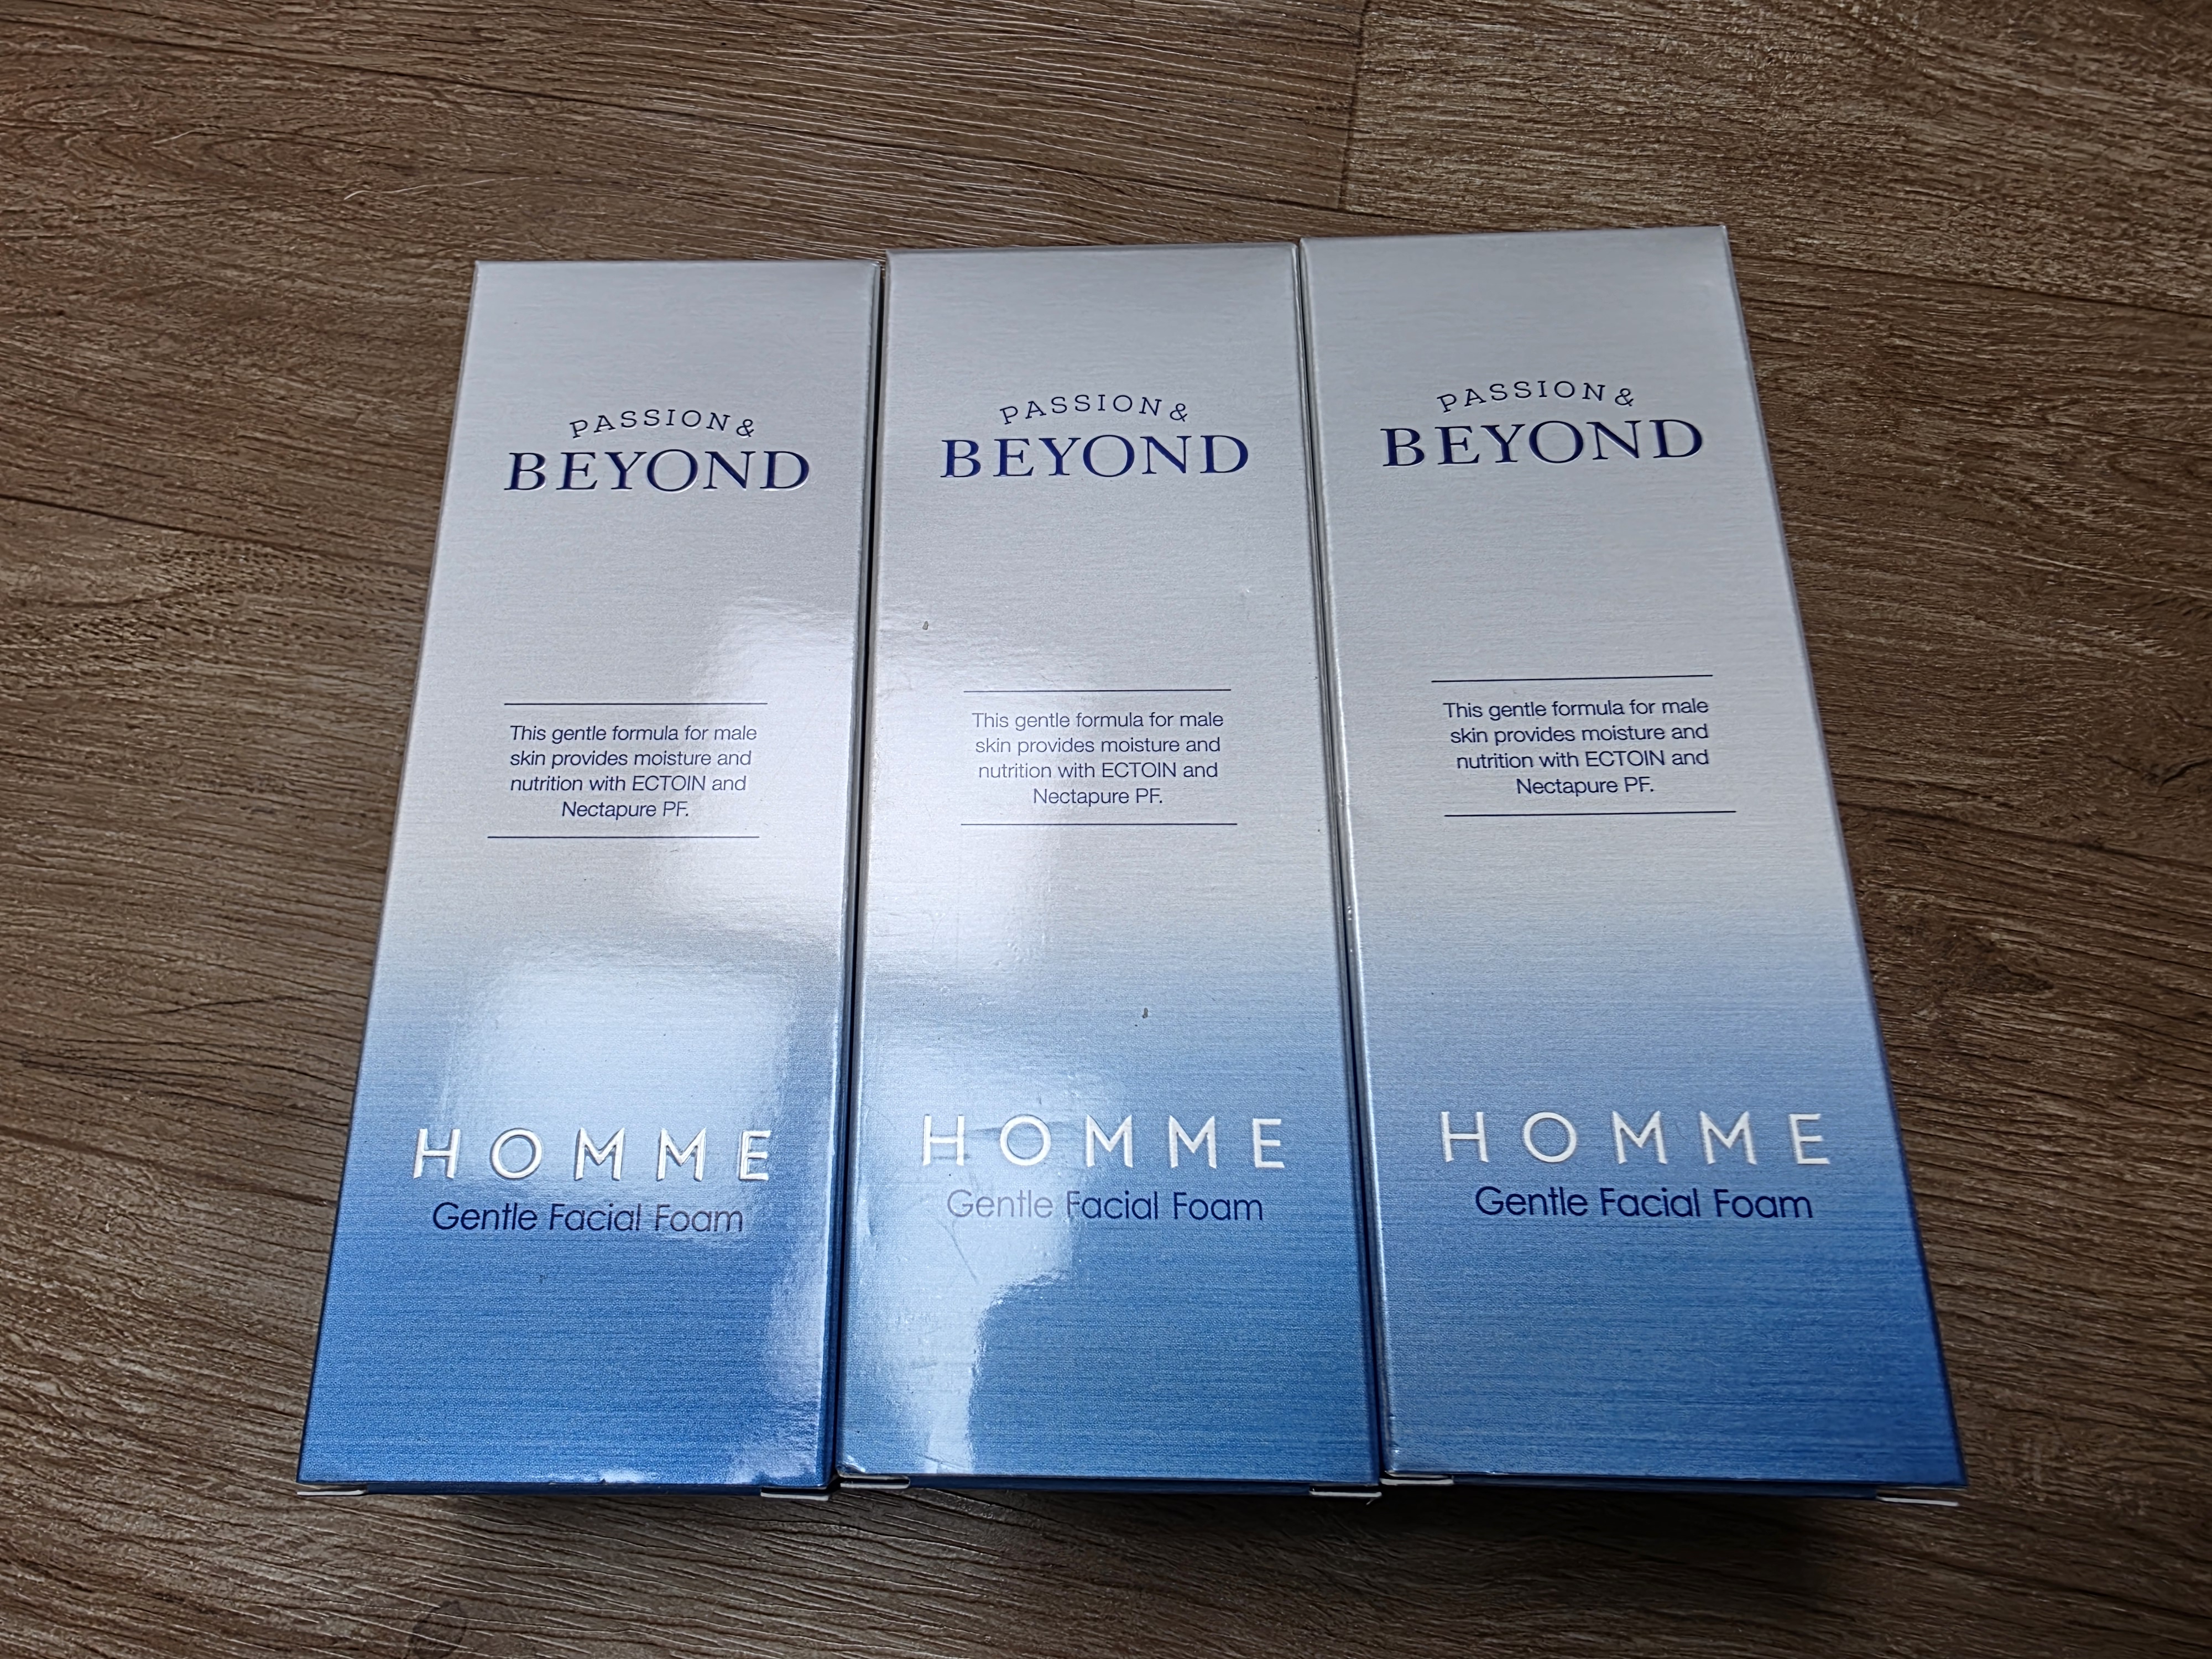 PASSION &
BEYOND
This gentle formula for male
skin provides moisture and
nutrition with ECTOIN and
Nectapure PF.
HOMME
Gentle Facial Foam
PASSION &
BEYOND
This gentle formula for male
skin provides moisture and
nutrition with ECTOIN and
Nectapure PF.
HOMME
Gentle Facial Foam
PASSION &
BEYOND
This gentle formula for male
skin provides moisture and
nutrition with ECTOIN and
Nectapure PF.
HOMME
Gentle Facial Foam